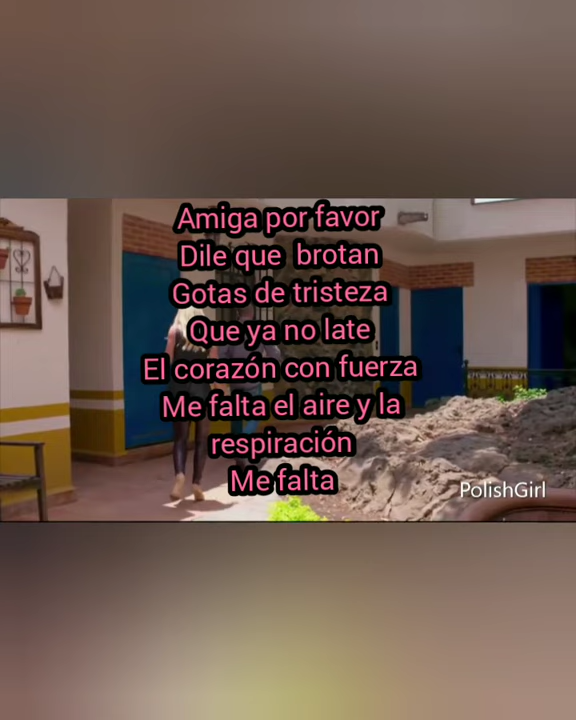 Amiga por favor
Dile que brotan
Gotas de tristeza
Que ya no late
El corazón con fuerza
Me falta el aire y la
respiración
Me falta
PolishGirl